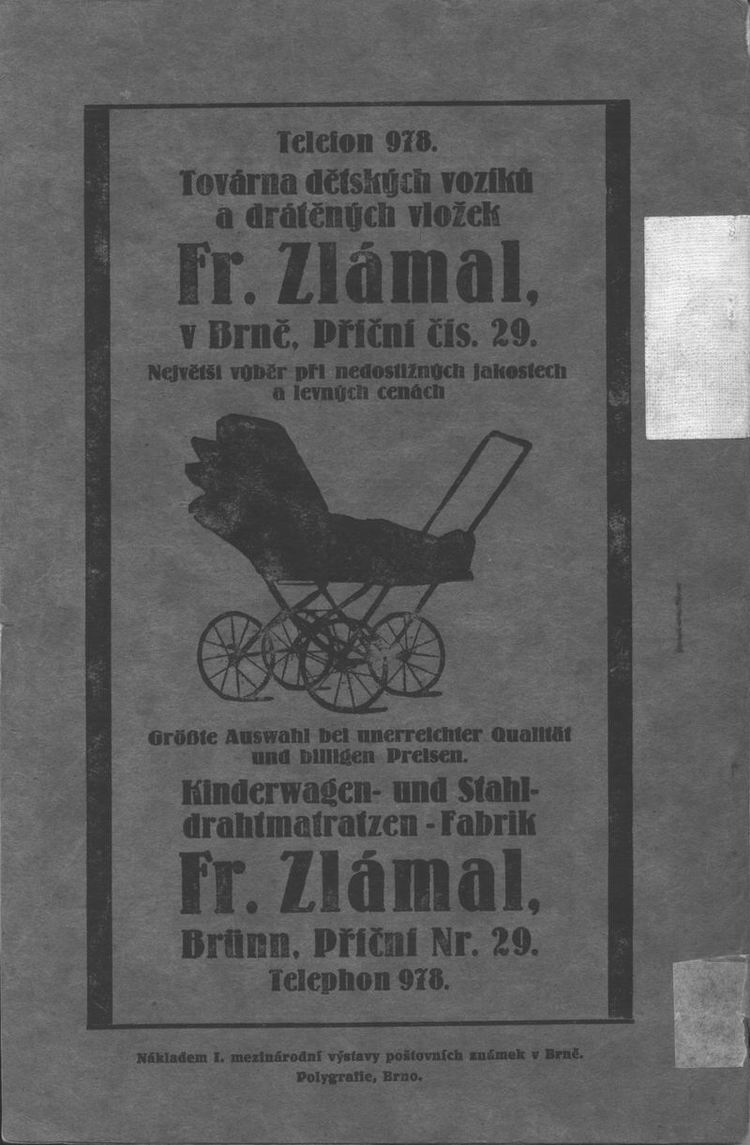 Telefon 978.
Továrna dětských vozíků
a drátěných vložek
Fr. Zlámal,
v Brně, Příční čís. 29.
Největší výběr při nedostižných jakostech
a levných cenách
Größte Auswahl bei unerreichter Qualität
und billigen Preisen.
Kinderwagen- und Stahl-
drahtmatratzen - Fabrik
Fr. Zlámal,
Brünn, Příční Nr. 29.
Telephon 978.
Nákladem I. mezinárodní výstavy poštovních známek v Brně.
Polygrafie, Brno.